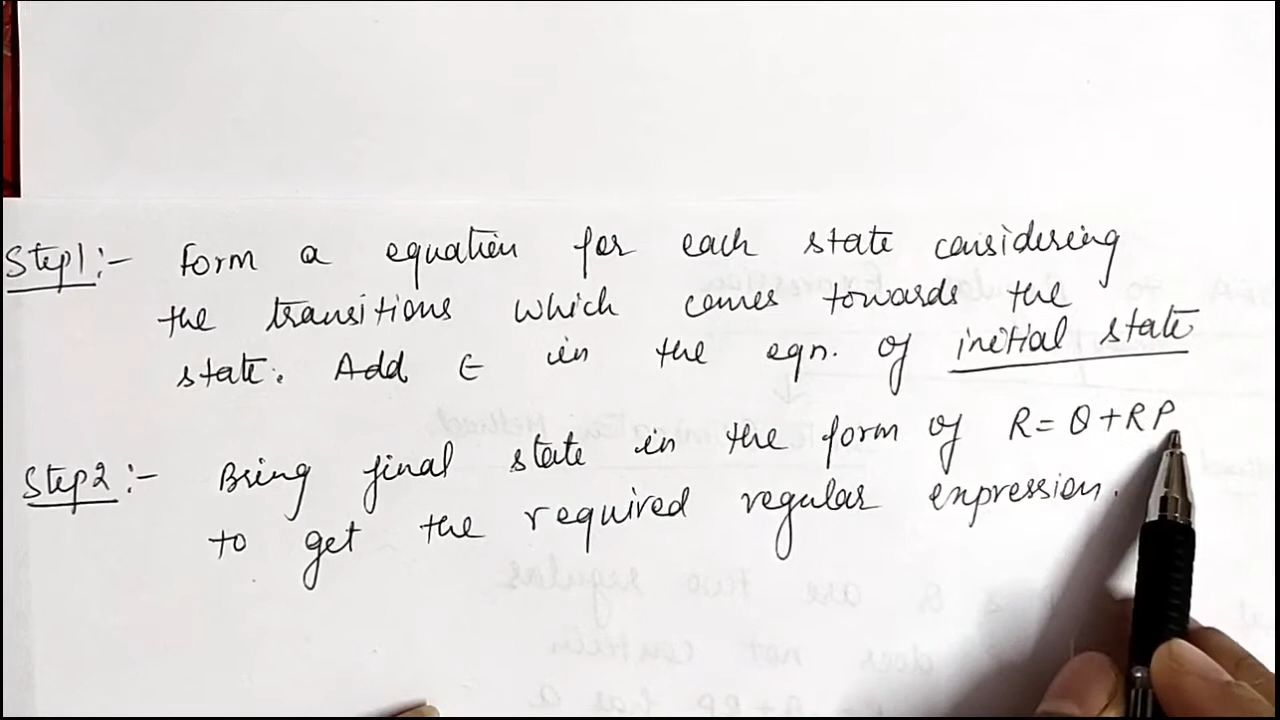 Step1:- Form a equation for each state considering
the transitions which comes towards the
state. Add ∈ in the eqn. of initial state
Step2:- Bring final state in the form of R = Q + RP
to get the required regular expression.